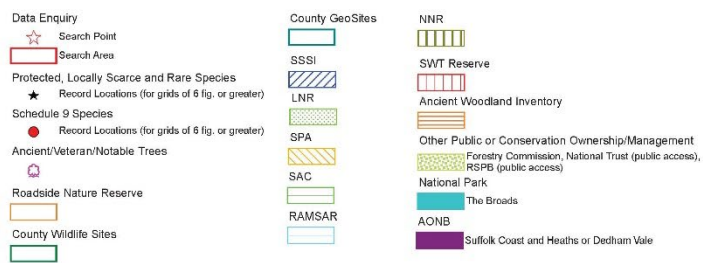 Data Enquiry
Search Point
Search Area
Protected, Locally Scarce and Rare Species
Record Locations (for grids of 6 fig. or greater)
Schedule 9 Species
Record Locations (for grids of 6 fig. or greater)
Ancient/Veteran/Notable Trees
Roadside Nature Reserve
County Wildlife Sites
County GeoSites
SSSI
LNR
SPA
SAC
RAMSAR
NNR
SWT Reserve
Ancient Woodland Inventory
Other Public or Conservation Ownership/Management
Forestry Commission, National Trust (public access),
RSPB (public access)
National Park
The Broads
AONB
Suffolk Coast and Heaths or Dedham Vale